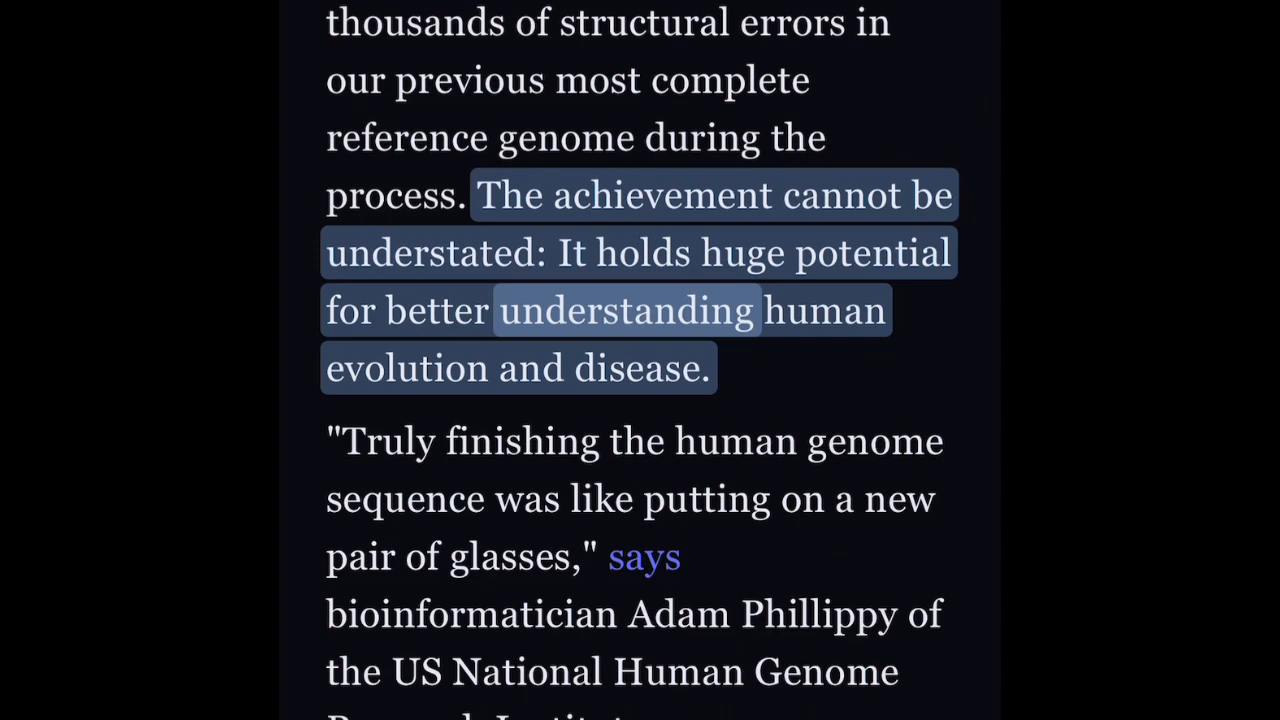 thousands of structural errors in
our previous most complete
reference genome during the
process. The achievement cannot be
understated: It holds huge potential
for better understanding human
evolution and disease.
"Truly finishing the human genome
sequence was like putting on a new
pair of glasses," says
bioinformatician Adam Phillippy of
the US National Human Genome